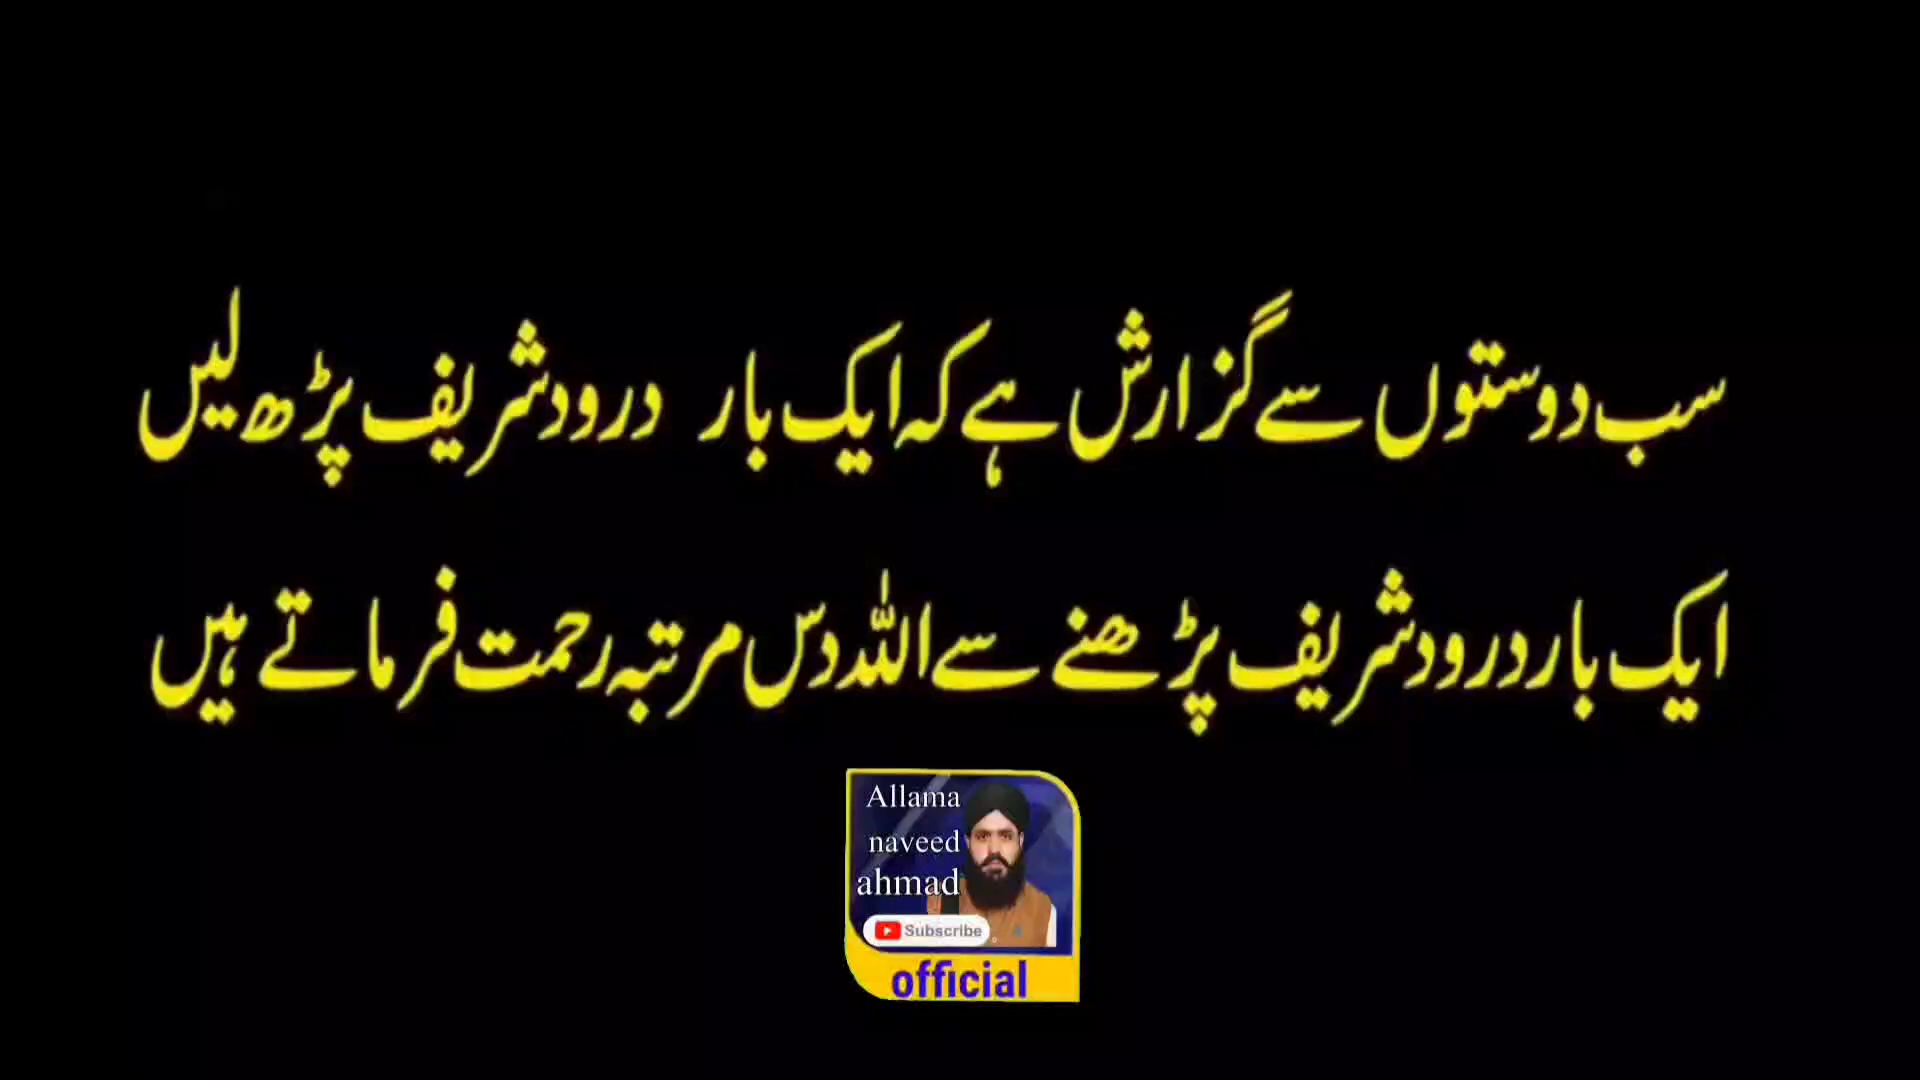 سب دوستوں سے گزارش ہے کہ ایک بار درود شریف پڑھ لیں
ایک بار درود شریف پڑھنے سے اللہ دس مرتبہ رحمت فرماتے ہیں
Allama
naveed
ahmad
Subscribe
official